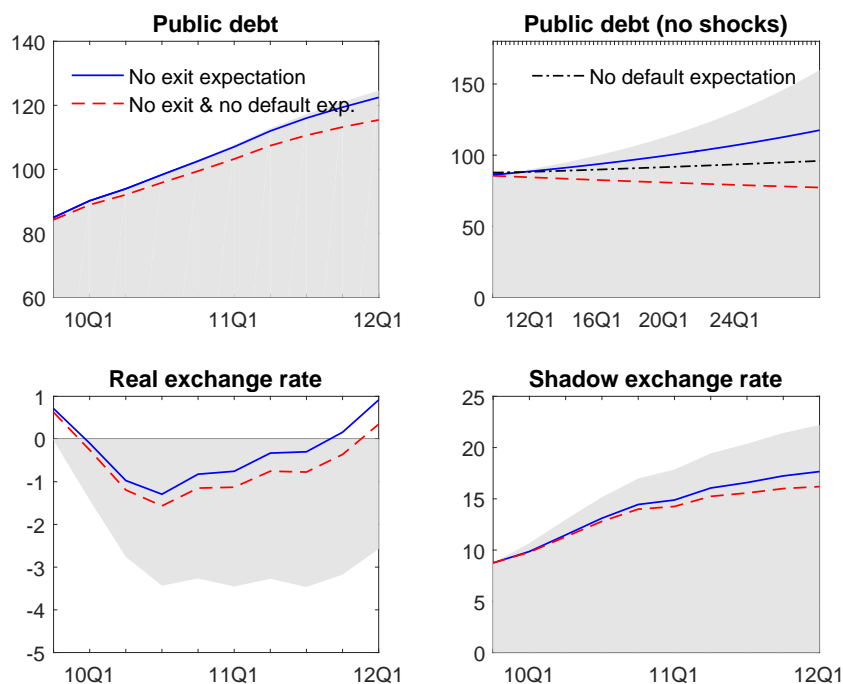 Public debt
140
120
100
80
60
10Q1
11Q1
12Q1
No exit expectation
No exit & no default exp.
Public debt (no shocks)
150
100
50
0
12Q1
16Q1
20Q1
24Q1
No default expectation
Real exchange rate
1
0
-1
-2
-3
-4
-5
10Q1
11Q1
12Q1
Shadow exchange rate
25
20
15
10
5
0
10Q1
11Q1
12Q1